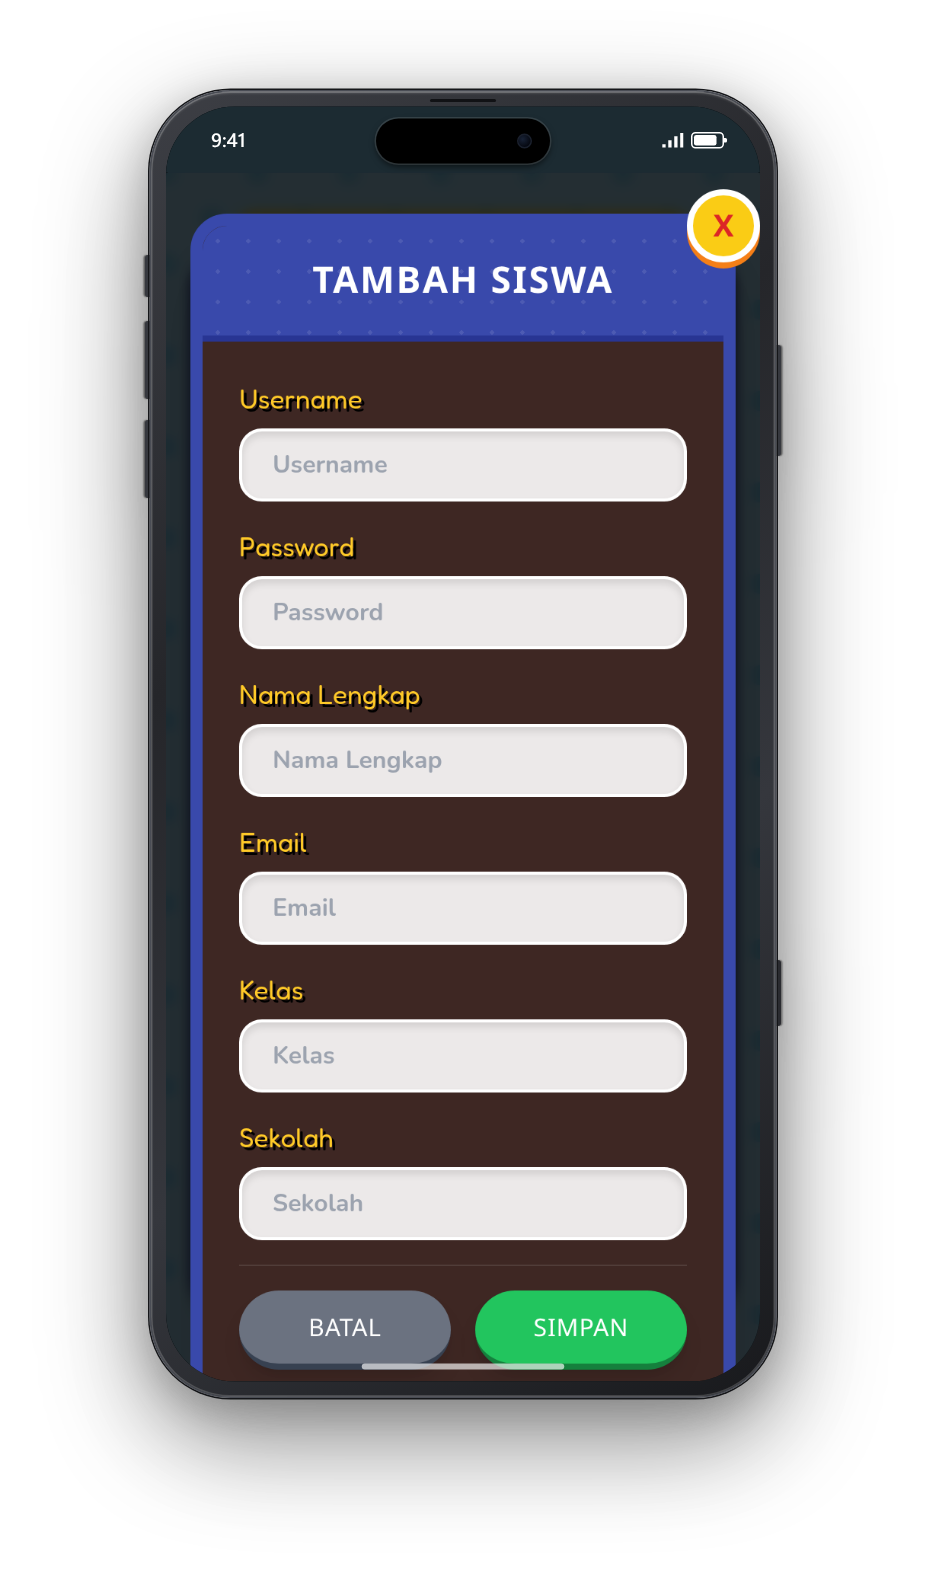 9:41
X
TAMBAH SISWA
Username
Username
Password
Password
Nama Lengkap
Nama Lengkap
Email
Email
Kelas
Kelas
Sekolah
Sekolah
BATAL SIMPAN